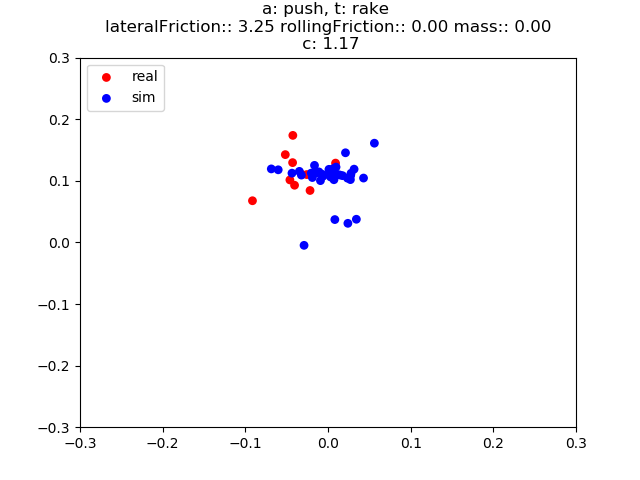 a: push, t: rake
lateralFriction:: 3.25 rollingFriction:: 0.00 mass:: 0.00
c: 1.17
real
sim
0.3
0.2
0.1
0.0
−0.1
−0.2
−0.3
−0.3 −0.2 −0.1 0.0 0.1 0.2 0.3